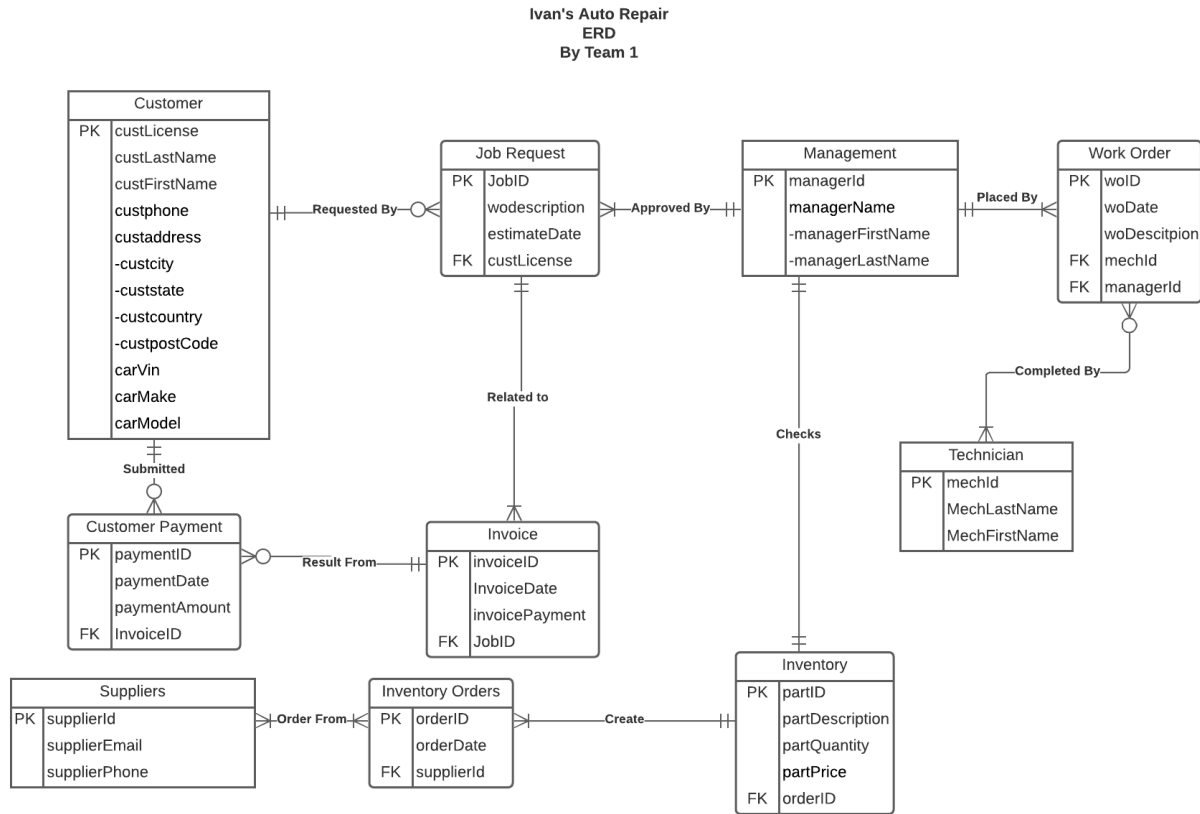 Ivan's Auto Repair
ERD
By Team 1
Customer
PK custLicense
custLastName
custFirstName
custphone
custaddress
-custcity
-custstate
-custcountry
-custpostCode
carVin
carMake
carModel
Requested By
Job Request
PK JobID
wodescription
estimateDate
FK custLicense
Approved By
Management
PK managerId
managerName
-managerFirstName
-managerLastName
Placed By
Work Order
PK woID
woDate
woDescitpion
FK mechId
FK managerId
Submitted
Related to
Checks
Completed By
Technician
PK mechId
MechLastName
MechFirstName
Customer Payment
PK paymentID
paymentDate
paymentAmount
FK InvoiceID
Result From
Invoice
PK invoiceID
InvoiceDate
invoicePayment
FK JobID
Suppliers
PK supplierId
supplierEmail
supplierPhone
Order From
Inventory Orders
PK orderID
orderDate
FK supplierId
Create
Inventory
PK partID
partDescription
partQuantity
partPrice
FK orderID